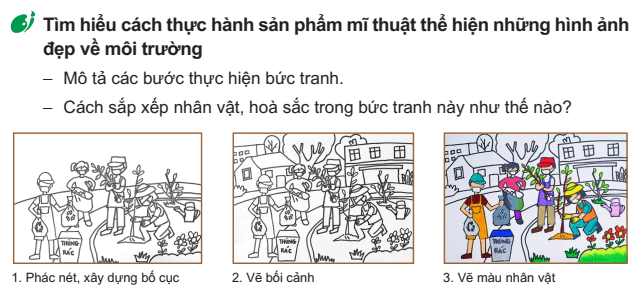 Tìm hiểu cách thực hành sản phẩm mĩ thuật thể hiện những hình ảnh
đẹp về môi trường
– Mô tả các bước thực hiện bức tranh.
– Cách sắp xếp nhân vật, hoà sắc trong bức tranh này như thế nào?
THÙNG
RÁC
THÙNG
RÁC
THÙNG
RÁC
1. Phác nét, xây dựng bố cục
2. Vẽ bối cảnh
3. Vẽ màu nhân vật